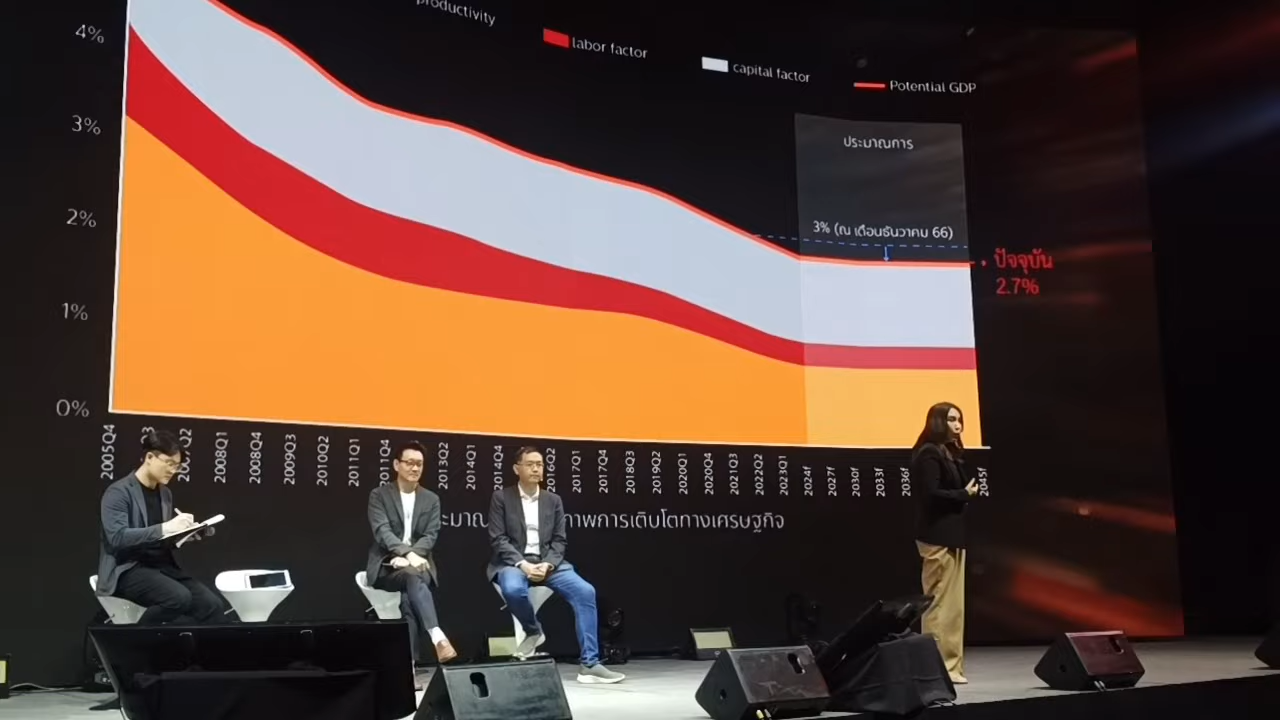 productivity
labor factor
capital factor
Potential GDP
4%
3%
2%
1%
0%
ประมาณการ
3% (ณ เดือนธันวาคม 66)
ปัจจุบัน
2.7%
2005Q4
2008Q1
2008Q4
2009Q3
2010Q2
2011Q1
2011Q4
2013Q2
2014Q1
2014Q4
2016Q2
2017Q1
2017Q4
2018Q3
2019Q2
2020Q1
2020Q4
2021Q3
2022Q2
2023Q1
2024f
2027f
2030f
2033f
2036f
2045f
ภาพการเติบโตทางเศรษฐกิจ